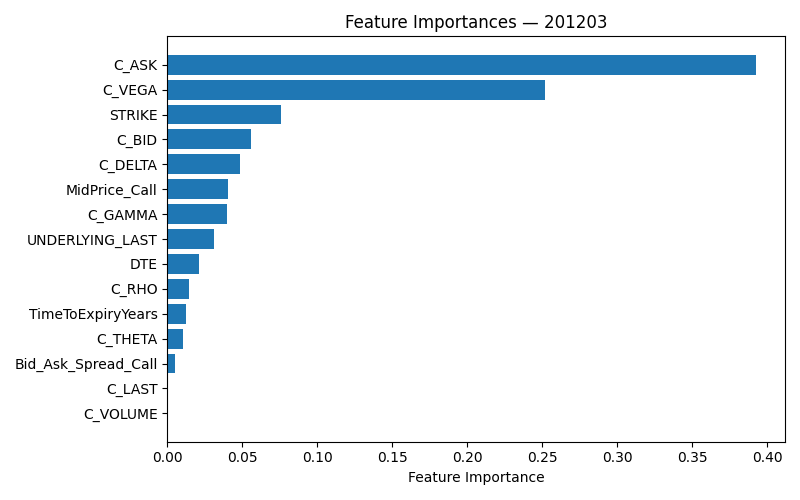 Feature Importances — 201203
C_ASK
C_VEGA
STRIKE
C_BID
C_DELTA
MidPrice_Call
C_GAMMA
UNDERLYING_LAST
DTE
C_RHO
TimeToExpiryYears
C_THETA
Bid_Ask_Spread_Call
C_LAST
C_VOLUME
0.00 0.05 0.10 0.15 0.20 0.25 0.30 0.35 0.40
Feature Importance